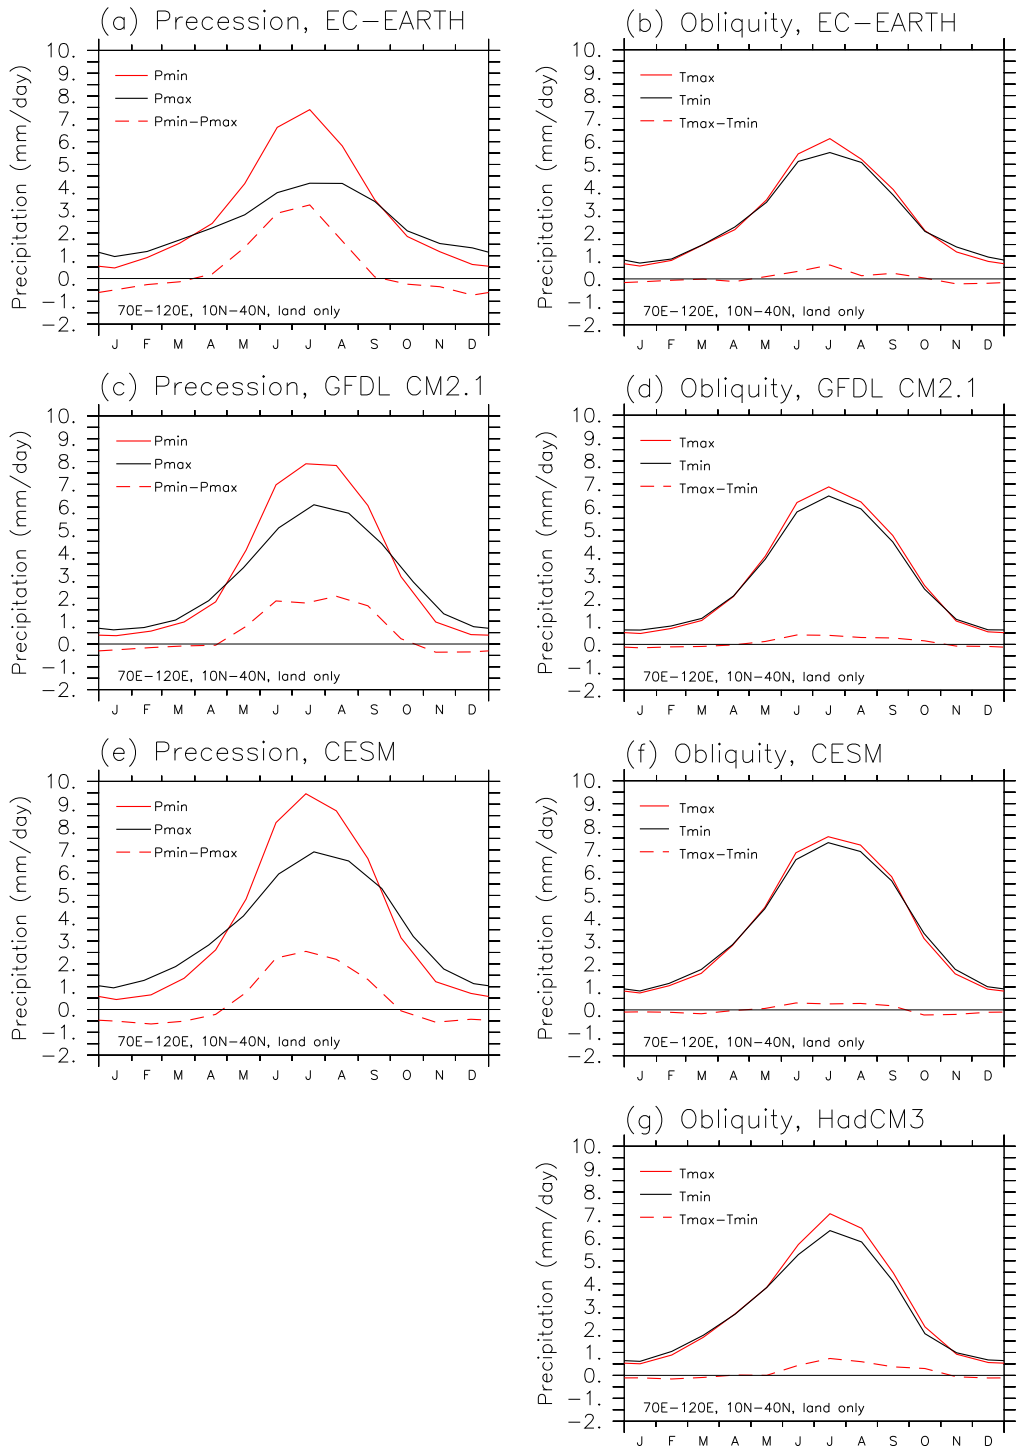 (a) Precession, EC-EARTH
Precipitation (mm/day)
10.
9.
8.
7.
6.
5.
4.
3.
2.
1.
0.
-1.
-2.
Pmin
Pmax
Pmin-Pmax
70E-120E, 10N-40N, land only
J F M A M J J A S O N D
(b) Obliquity, EC-EARTH
Precipitation (mm/day)
10.
9.
8.
7.
6.
5.
4.
3.
2.
1.
0.
-1.
-2.
Tmax
Tmin
Tmax-Tmin
70E-120E, 10N-40N, land only
J F M A M J J A S O N D
(c) Precession, GFDL CM2.1
Precipitation (mm/day)
10.
9.
8.
7.
6.
5.
4.
3.
2.
1.
0.
-1.
-2.
Pmin
Pmax
Pmin-Pmax
70E-120E, 10N-40N, land only
J F M A M J J A S O N D
(d) Obliquity, GFDL CM2.1
Precipitation (mm/day)
10.
9.
8.
7.
6.
5.
4.
3.
2.
1.
0.
-1.
-2.
Tmax
Tmin
Tmax-Tmin
70E-120E, 10N-40N, land only
J F M A M J J A S O N D
(e) Precession, CESM
Precipitation (mm/day)
10.
9.
8.
7.
6.
5.
4.
3.
2.
1.
0.
-1.
-2.
Pmin
Pmax
Pmin-Pmax
70E-120E, 10N-40N, land only
J F M A M J J A S O N D
(f) Obliquity, CESM
Precipitation (mm/day)
10.
9.
8.
7.
6.
5.
4.
3.
2.
1.
0.
-1.
-2.
Tmax
Tmin
Tmax-Tmin
70E-120E, 10N-40N, land only
J F M A M J J A S O N D
(g) Obliquity, HadCM3
Precipitation (mm/day)
10.
9.
8.
7.
6.
5.
4.
3.
2.
1.
0.
-1.
-2.
Tmax
Tmin
Tmax-Tmin
70E-120E, 10N-40N, land only
J F M A M J J A S O N D